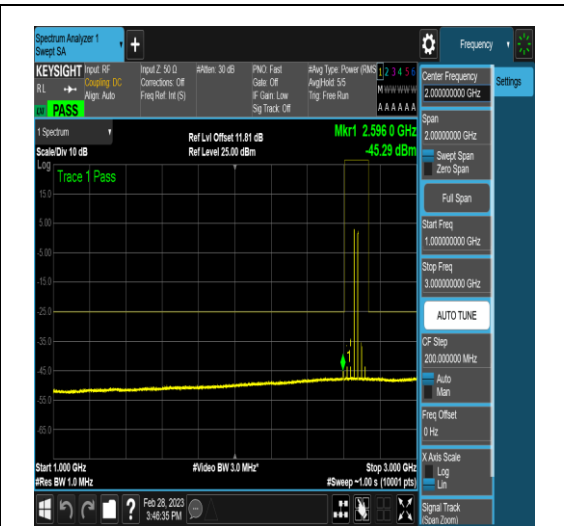 Spectrum Analyzer 1
Swept SA
Frequency
KEYSIGHT
RL
Input: RF
Coupling: DC
Align: Auto
Input Z: 50 Ω
Corrections: Off
Freq Ref: Int (S)
#Atten: 30 dB
PNO: Fast
Gate: Off
IF Gain: Low
Sig Track: Off
#Avg Type: Power (RMS
Avg|Hold: 5/5
Trig: Free Run
1 2 3 4 5 6
M W W W W W
A A A A A A
PASS
1 Spectrum
Scale/Div 10 dB
Ref Lvl Offset 11.81 dB
Ref Level 25.00 dBm
Mkr1 2.596 0 GHz
-45.29 dBm
Log
Trace 1 Pass
15.0
5.00
-5.00
-15.0
-25.0
-35.0
-45.0
-55.0
-65.0
1
Start 1.000 GHz
#Res BW 1.0 MHz
#Video BW 3.0 MHz*
Stop 3.000 GHz
#Sweep ~1.00 s (10001 pts)
Feb 28, 2023
3:46:35 PM
Center Frequency
2.000000000 GHz
Settings
Span
2.00000000 GHz
Swept Span
Zero Span
Full Span
Start Freq
1.000000000 GHz
Stop Freq
3.000000000 GHz
AUTO TUNE
CF Step
200.000000 MHz
Auto
Man
Freq Offset
0 Hz
X Axis Scale
Log
Lin
Signal Track
(Span Zoom)